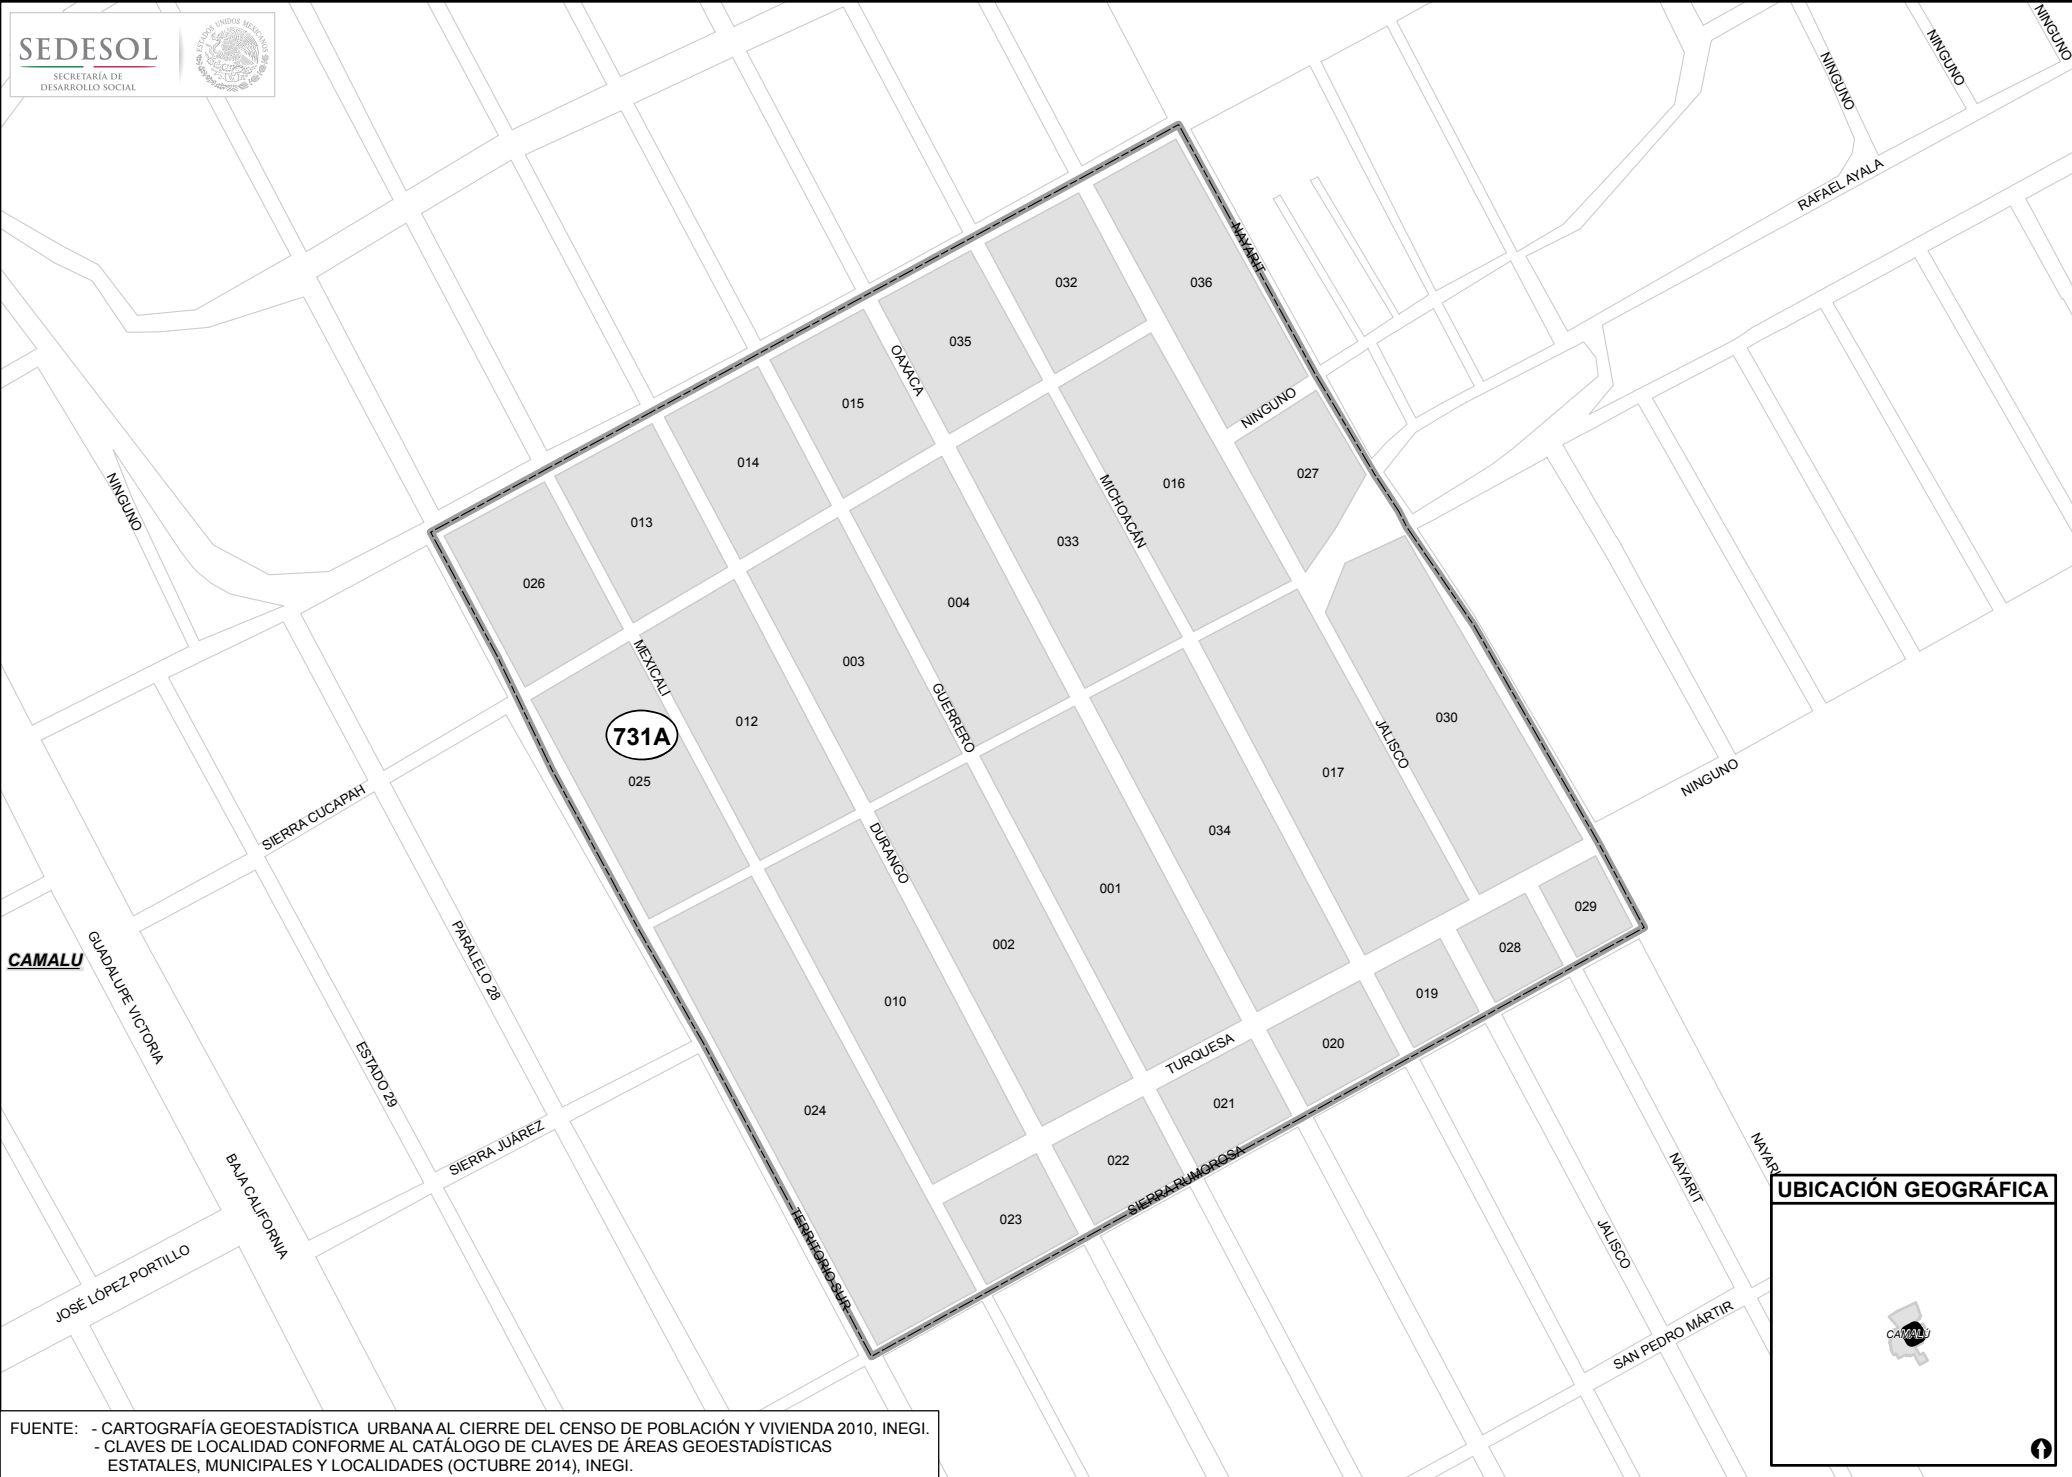 SEDESOL
SECRETARÍA DE
DESARROLLO SOCIAL
ESTADOS UNIDOS MEXICANOS
NINGUNO
NINGUNO
NINGUNO
RAFAEL AYALA
NAYARIT
036
032
035
OAXACA
015
014
013
026
NINGUNO
NINGUNO
027
016
MICHOACÁN
033
004
003
GUERRERO
MEXICALI
012
731A
025
030
JALISCO
017
NINGUNO
034
001
DURANGO
002
010
024
SIERRA CUCAPAH
CAMALU
GUADALUPE VICTORIA
PARALELO 28
ESTADO 29
SIERRA JUÁREZ
BAJA CALIFORNIA
JOSÉ LÓPEZ PORTILLO
029
028
019
020
TURQUESA
021
022
023
SIERRA RUMOROSA
TERRITORIO SUR
NAYARIT
NAYARI
JALISCO
SAN PEDRO MÁRTIR
UBICACIÓN GEOGRÁFICA
CAMALÚ
FUENTE: - CARTOGRAFÍA GEOESTADÍSTICA URBANA AL CIERRE DEL CENSO DE POBLACIÓN Y VIVIENDA 2010, INEGI.
- CLAVES DE LOCALIDAD CONFORME AL CATÁLOGO DE CLAVES DE ÁREAS GEOESTADÍSTICAS
ESTATALES, MUNICIPALES Y LOCALIDADES (OCTUBRE 2014), INEGI.